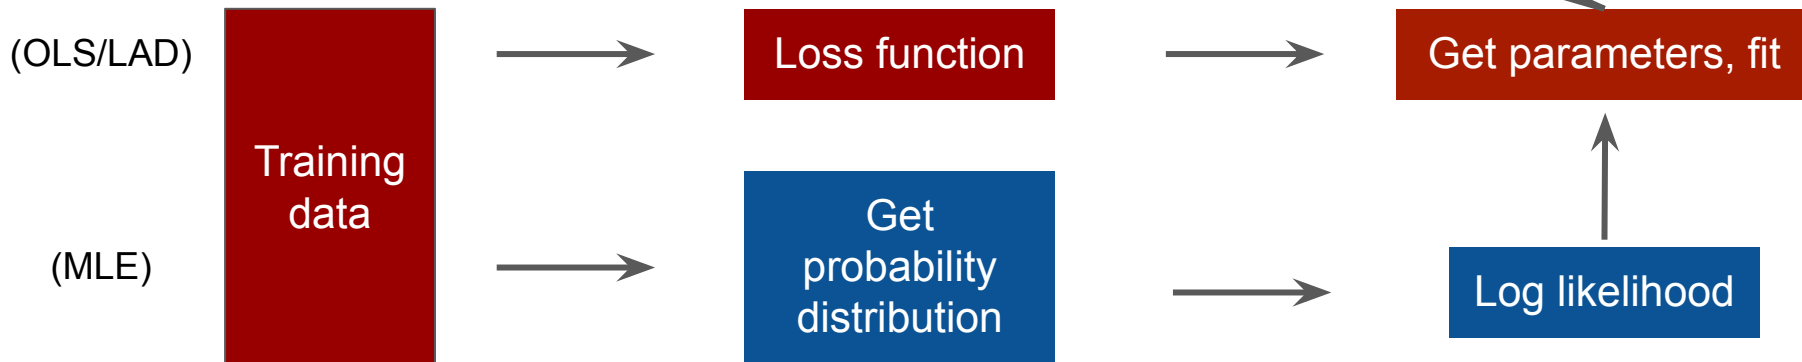 (OLS/LAD)
Loss function
Get parameters, fit
Training
data
(MLE)
Get
probability
distribution
Log likelihood